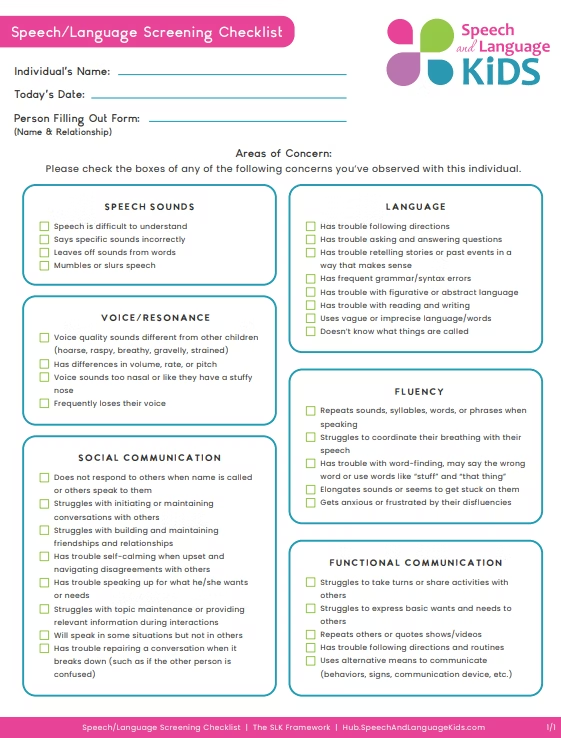 Speech/Language Screening Checklist
Speech
and Language
KiDS
Individual's Name:
Today's Date:
Person Filling Out Form:
(Name & Relationship)
Areas of Concern:
Please check the boxes of any of the following concerns you've observed with this individual.
SPEECH SOUNDS
Speech is difficult to understand
Says specific sounds incorrectly
Leaves off sounds from words
Mumbles or slurs speech
VOICE/RESONANCE
Voice quality sounds different from other children
(hoarse, raspy, breathy, gravelly, strained)
Has differences in volume, rate, or pitch
Voice sounds too nasal or like they have a stuffy
nose
Frequently loses their voice
SOCIAL COMMUNICATION
Does not respond to others when name is called
or others speak to them
Struggles with initiating or maintaining
conversations with others
Struggles with building and maintaining
friendships and relationships
Has trouble self-calming when upset and
navigating disagreements with others
Has trouble speaking up for what he/she wants
or needs
Struggles with topic maintenance or providing
relevant information during interactions
Will speak in some situations but not in others
Has trouble repairing a conversation when it
breaks down (such as if the other person is
confused)
LANGUAGE
Has trouble following directions
Has trouble asking and answering questions
Has trouble retelling stories or past events in a
way that makes sense
Has frequent grammar/syntax errors
Has trouble with figurative or abstract language
Has trouble with reading and writing
Uses vague or imprecise language/words
Doesn't know what things are called
FLUENCY
Repeats sounds, syllables, words, or phrases when
speaking
Struggles to coordinate their breathing with their
speech
Has trouble with word-finding, may say the wrong
word or use words like "stuff" and "that thing"
Elongates sounds or seems to get stuck on them
Gets anxious or frustrated by their disfluencies
FUNCTIONAL COMMUNICATION
Struggles to take turns or share activities with
others
Struggles to express basic wants and needs to
others
Repeats others or quotes shows/videos
Has trouble following directions and routines
Uses alternative means to communicate
(behaviors, signs, communication device, etc.)
Speech/Language Screening Checklist | The SLK Framework | Hub.SpeechAndLanguageKids.com
1/1